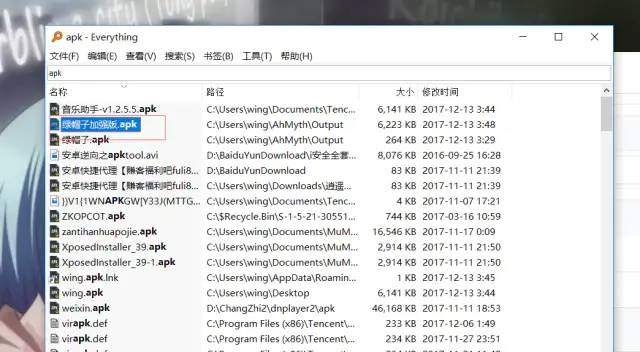 apk - Everything
文件(F) 编辑(E) 查看(V) 搜索(S) 书签(B) 工具(T) 帮助(H)
apk
名称 路径 大小 修改时间
音乐助手-v1.2.5.5.apk C:\Users\wing\Documents\Tenc... 6,141 KB 2017-12-13 3:44
绿帽子加强版.apk C:\Users\wing\AhMyth\Output 6,223 KB 2017-12-13 3:48
绿帽子.apk C:\Users\wing\AhMyth\Output 264 KB 2017-12-13 3:29
安卓逆向之apktool.avi D:\BaiduYunDownload\i安全全套... 8,076 KB 2016-09-25 16:28
安卓快捷代理【赚客福利吧fuli8... D:\BaiduYunDownload 83 KB 2017-11-11 21:39
安卓快捷代理【赚客福利吧fuli8... C:\Users\wing\Downloads\逍遥... 83 KB 2017-11-11 21:39
}}V1{1WNAPKGW[Y33J(MTTG... C:\Users\wing\Documents\Tenc... 4 KB 2017-11-07 17:21
ZKOPCOT.apk C:\$Recycle.Bin\S-1-5-21-30551... 744 KB 2017-03-16 10:59
zantihanhuapojie.apk C:\Users\wing\Documents\MuM... 16,546 KB 2017-11-17 0:09
XposedInstaller_39.apk C:\Users\wing\Documents\MuM... 2,914 KB 2017-11-11 21:50
XposedInstaller_39-1.apk C:\Users\wing\Documents\MuM... 2,914 KB 2017-11-11 21:50
wing.apk.lnk C:\Users\wing\AppData\Roamin... 1 KB 2017-12-13 3:45
wing.apk C:\Users\wing\Desktop 6,141 KB 2017-12-13 3:44
weixin.apk D:\ChangZhi2\dnplayer2\apk 46,168 KB 2017-11-11 18:53
virapk.def C:\Program Files (x86)\Tencent\... 234 KB 2017-12-06 1:49
virapk.def C:\Program Files (x86)\Tencent\... 233 KB 2017-11-27 23:51